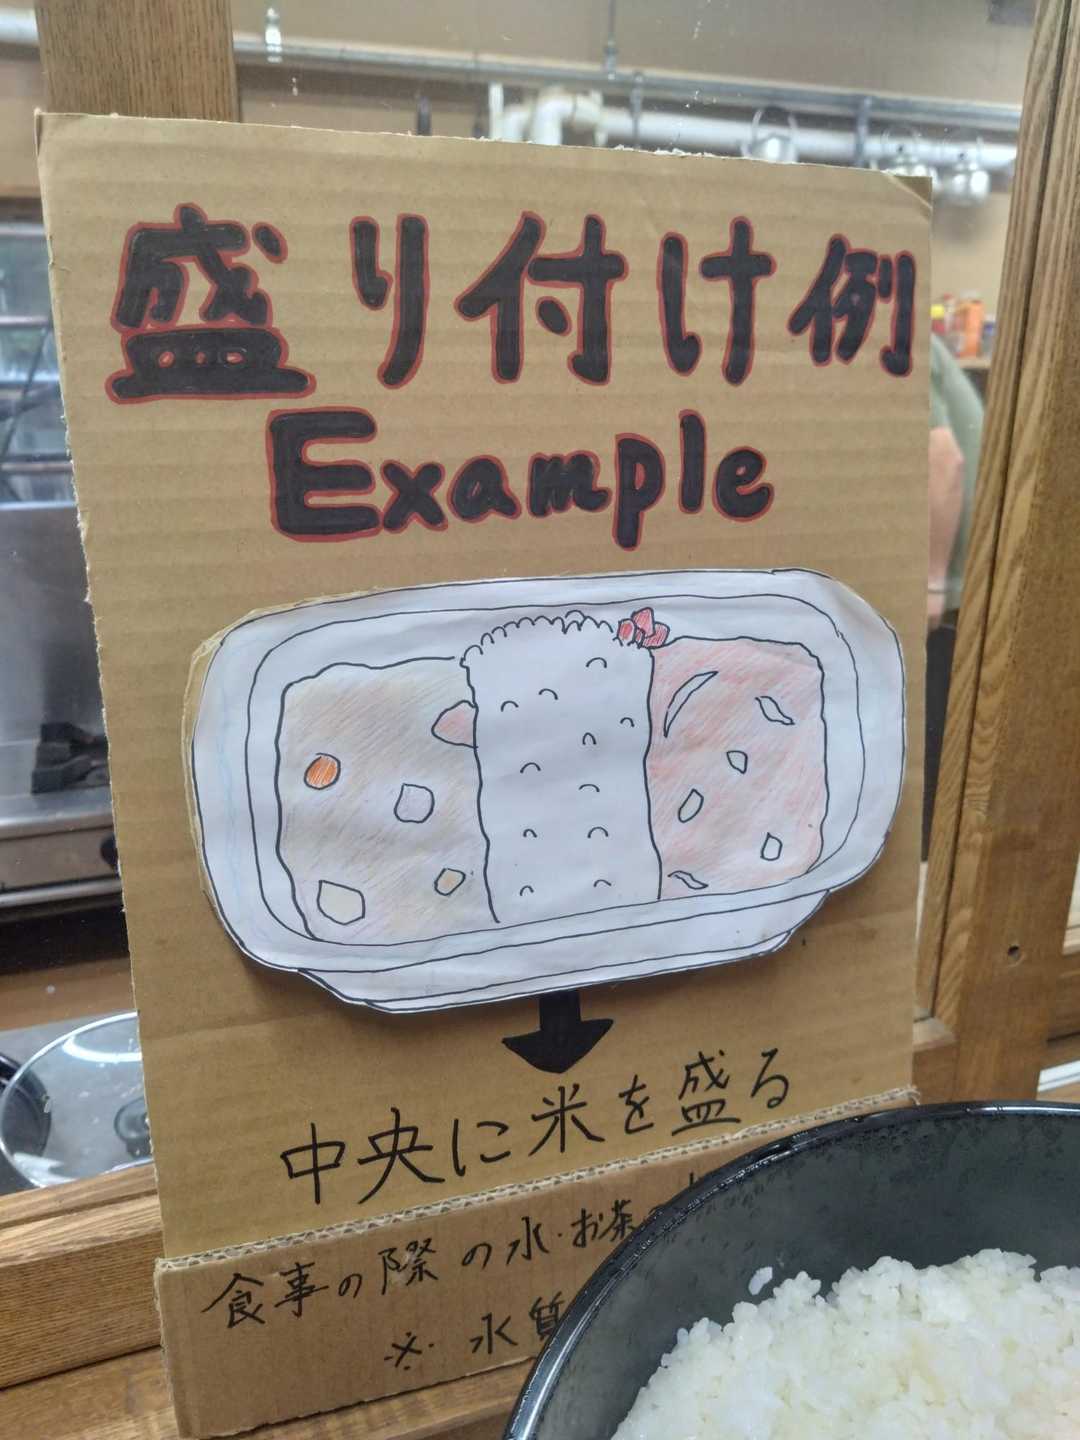 盛り付け例
Example
中央に米を盛る
食事の際の水・お茶
※ 水質